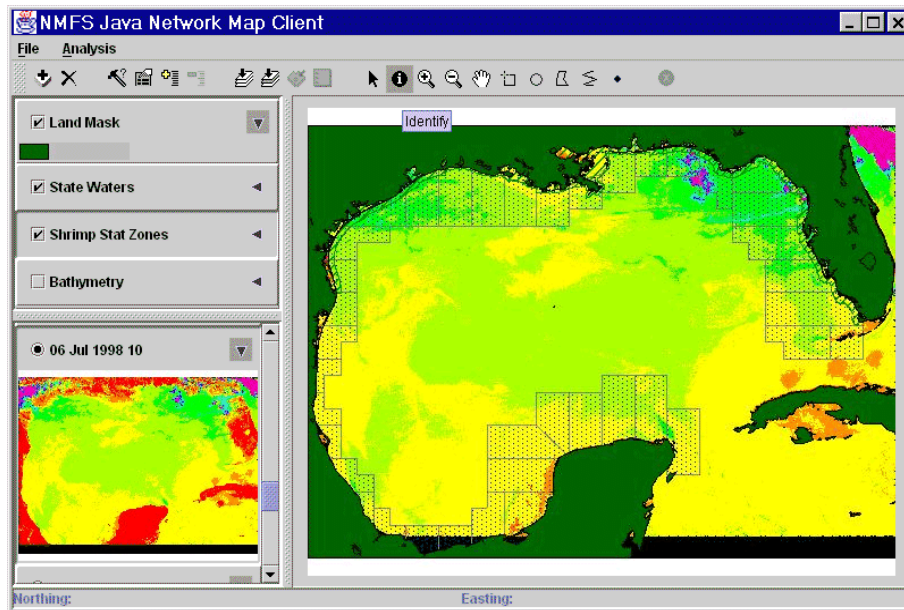 NMFS Java Network Map Client
File Analysis
Identify
Land Mask
State Waters
Shrimp Stat Zones
Bathymetry
06 Jul 1998 10
Northing: Easting: